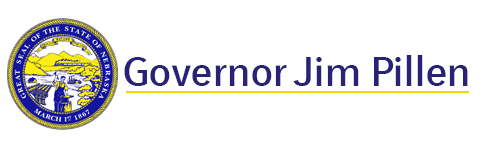 GREAT SEAL OF THE STATE OF NEBRASKA
MARCH 1ST 1867
Governor Jim Pillen